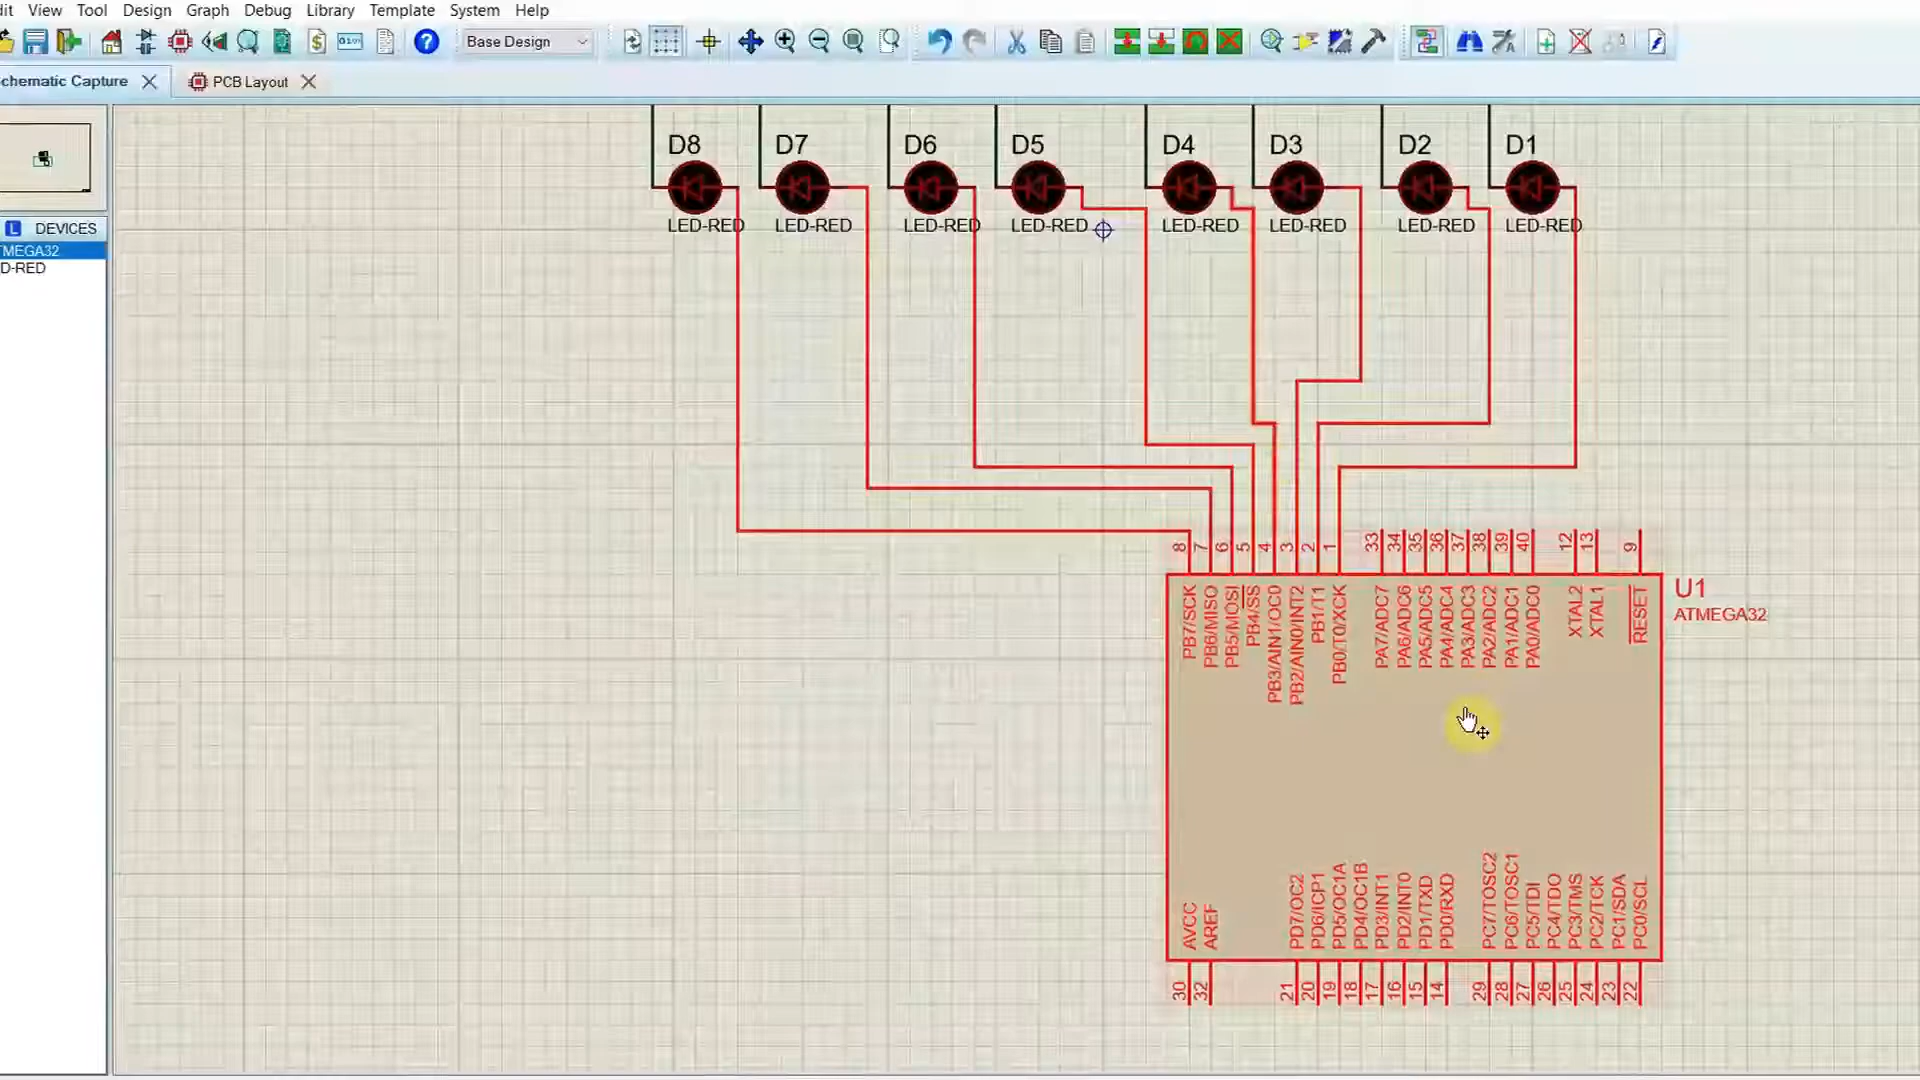 dit View Tool Design Graph Debug Library Template System Help
Base Design
chematic Capture
PCB Layout
L DEVICES
TMEGA32
D-RED
D8 D7 D6 D5 D4 D3 D2 D1
LED-RED LED-RED LED-RED LED-RED LED-RED LED-RED LED-RED LED-RED
8 7 6 5 4 3 2 1 33 34 35 36 37 38 39 40 12 13 9
U1
ATMEGA32
PB7/SCK
PB6/MISO
PB5/MOSI
PB4/SS
PB3/AIN1/OC0
PB2/AIN0/INT2
PB1/T1
PB0/T0/XCK
PA7/ADC7
PA6/ADC6
PA5/ADC5
PA4/ADC4
PA3/ADC3
PA2/ADC2
PA1/ADC1
PA0/ADC0
XTAL2
XTAL1
RESET
AVCC
AREF
PD7/OC2
PD6/ICP1
PD5/OC1A
PD4/OC1B
PD3/INT1
PD2/INT0
PD1/TXD
PD0/RXD
PC7/TOSC2
PC6/TOSC1
PC5/TDI
PC4/TDO
PC3/TMS
PC2/TCK
PC1/SDA
PC0/SCL
30 32 21 20 19 18 17 16 15 14 29 28 27 26 25 24 23 22